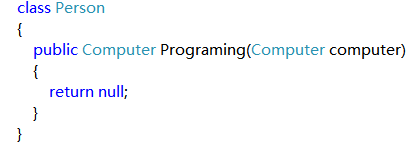 class Person
{
public Computer Programing(Computer computer)
{
return null;
}
}